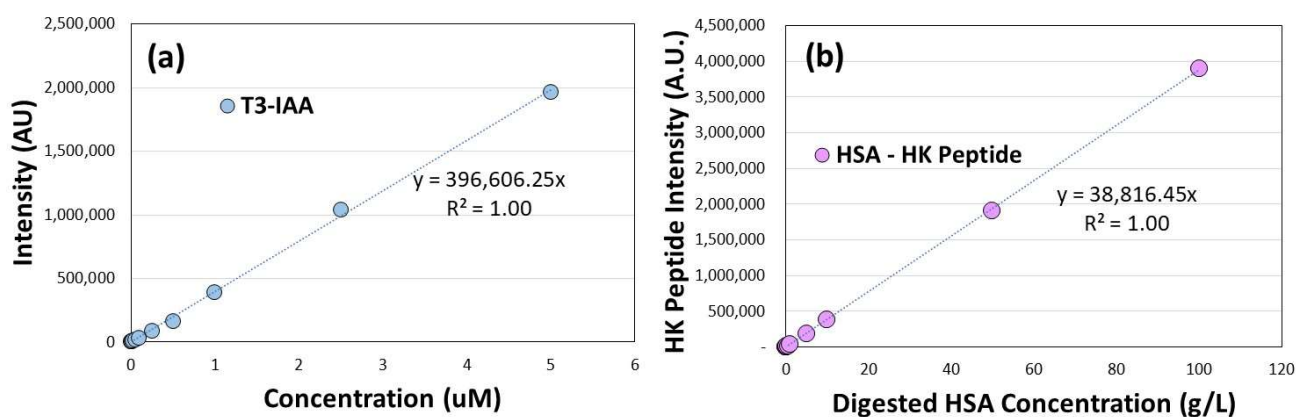 (a)
T3-IAA
y = 396,606.25x
R² = 1.00
Intensity (AU)
2,500,000
2,000,000
1,500,000
1,000,000
500,000
0
0 1 2 3 4 5 6
Concentration (uM)
(b)
HSA - HK Peptide
y = 38,816.45x
R² = 1.00
HK Peptide Intensity (A.U.)
4,500,000
4,000,000
3,500,000
3,000,000
2,500,000
2,000,000
1,500,000
1,000,000
500,000
-
0 20 40 60 80 100 120
Digested HSA Concentration (g/L)